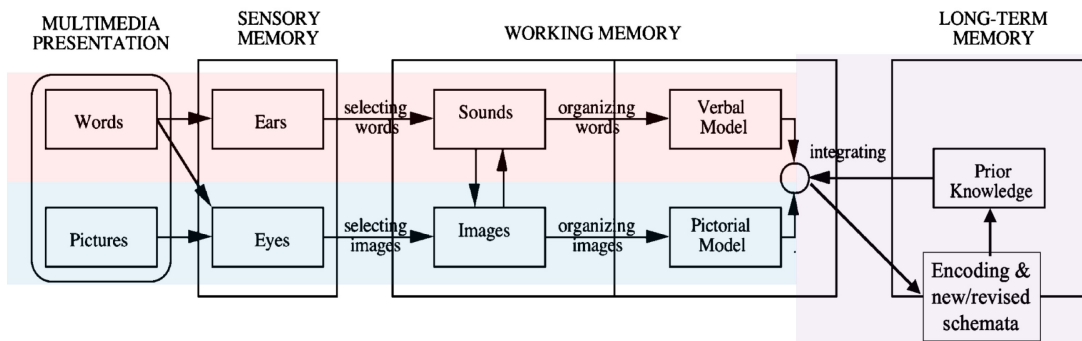 MULTIMEDIA
PRESENTATION
SENSORY
MEMORY
WORKING MEMORY
LONG-TERM
MEMORY
Words
Ears
selecting
words
Sounds
organizing
words
Verbal
Model
integrating
Prior
Knowledge
Pictures
Eyes
selecting
images
Images
organizing
images
Pictorial
Model
Encoding &
new/revised
schemata